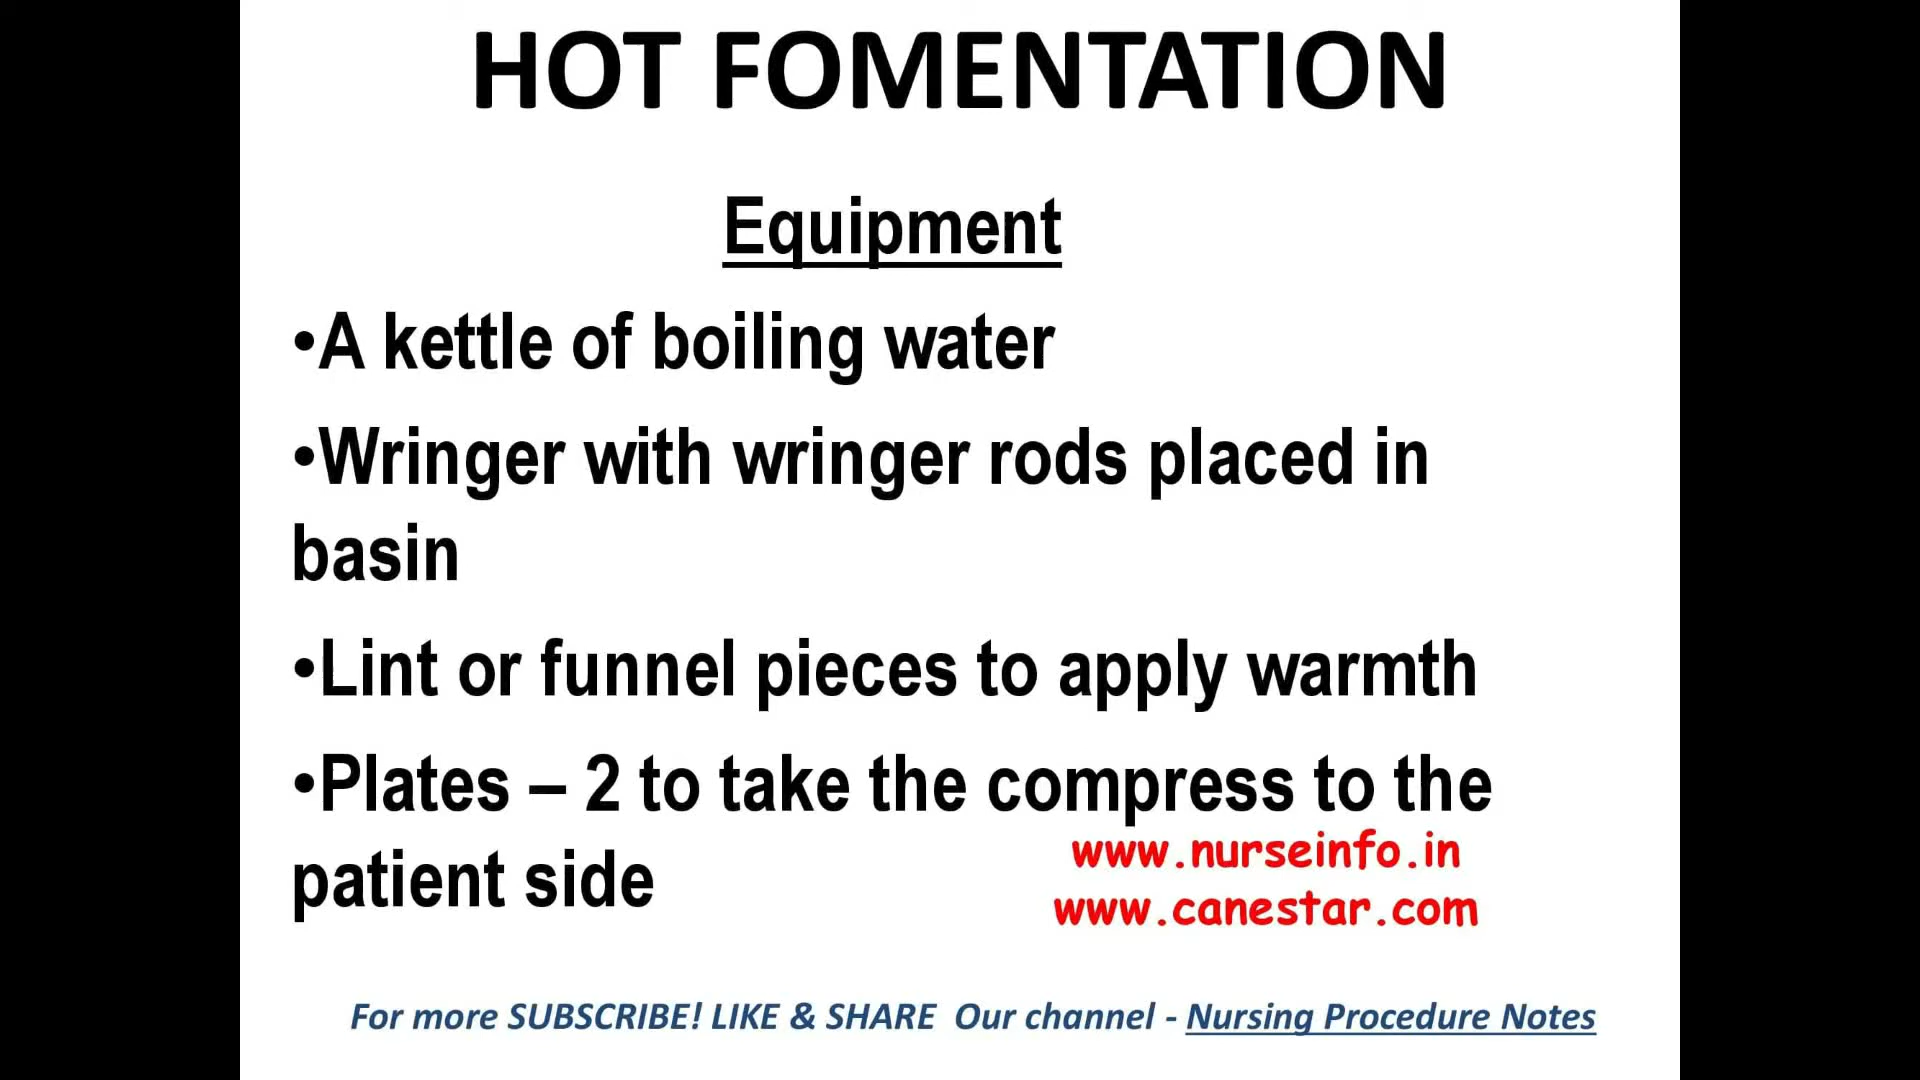 HOT FOMENTATION
Equipment
•A kettle of boiling water
•Wringer with wringer rods placed in
basin
•Lint or funnel pieces to apply warmth
•Plates – 2 to take the compress to the
patient side
www.nurseinfo.in
www.canestar.com
For more SUBSCRIBE! LIKE & SHARE Our channel - Nursing Procedure Notes